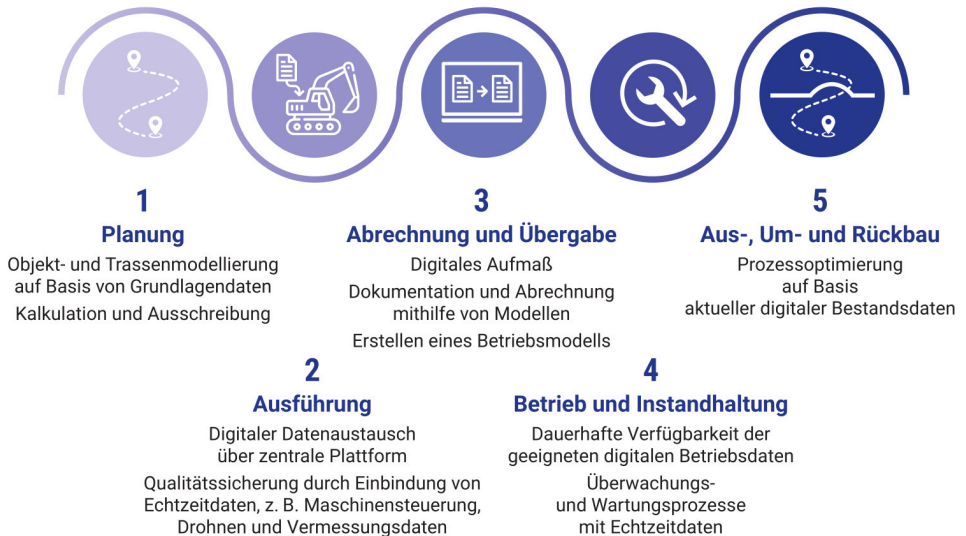 1
Planung
Objekt- und Trassenmodellierung
auf Basis von Grundlagendaten
Kalkulation und Ausschreibung
2
Ausführung
Digitaler Datenaustausch
über zentrale Plattform
Qualitätssicherung durch Einbindung von
Echtzeitdaten, z. B. Maschinensteuerung,
Drohnen und Vermessungsdaten
3
Abrechnung und Übergabe
Digitales Aufmaß
Dokumentation und Abrechnung
mithilfe von Modellen
Erstellen eines Betriebsmodells
4
Betrieb und Instandhaltung
Dauerhafte Verfügbarkeit der
geeigneten digitalen Betriebsdaten
Überwachungs-
und Wartungsprozesse
mit Echtzeitdaten
5
Aus-, Um- und Rückbau
Prozessoptimierung
auf Basis
aktueller digitaler Bestandsdaten